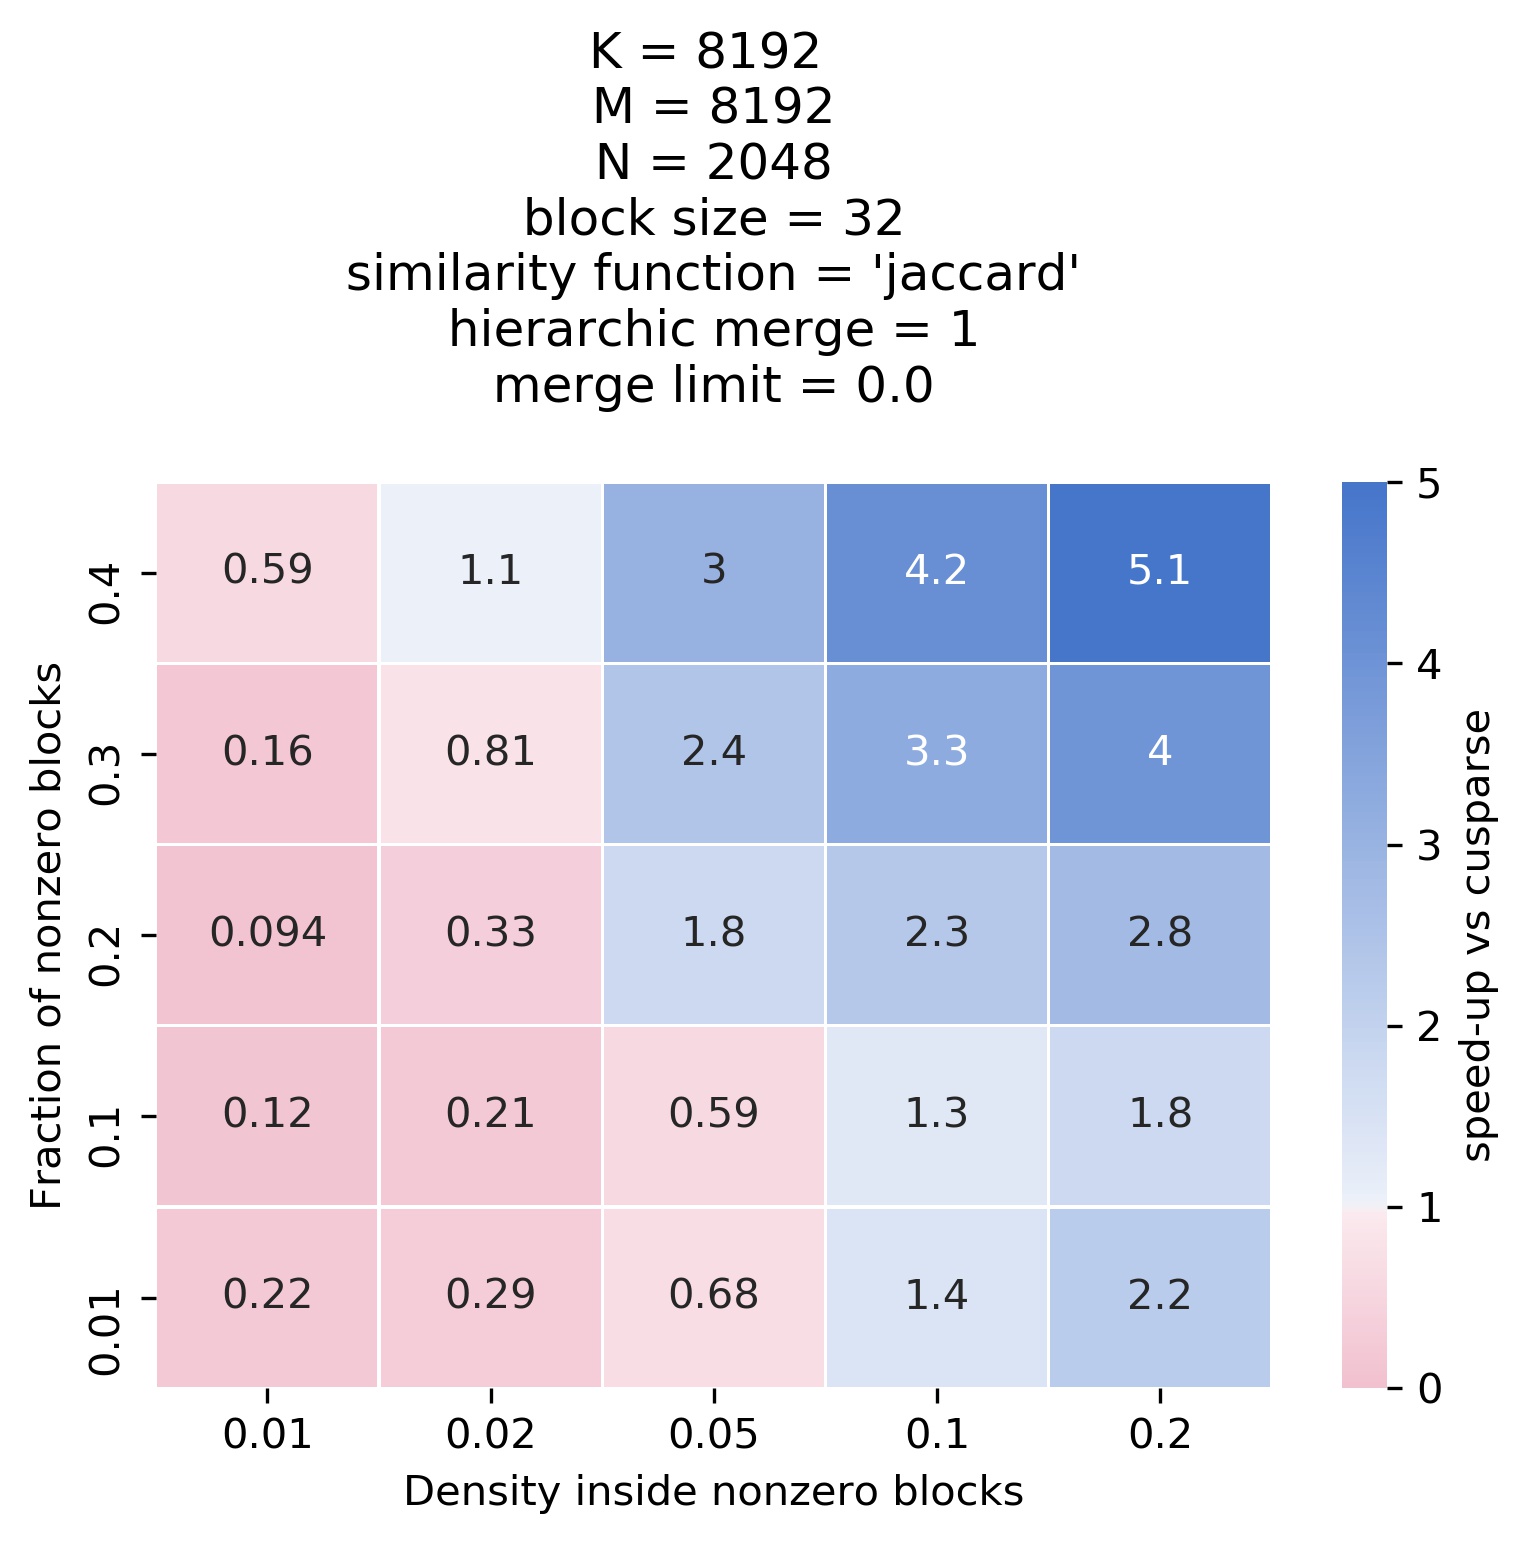 K = 8192
M = 8192
N = 2048
block size = 32
similarity function = 'jaccard'
hierarchic merge = 1
merge limit = 0.0
Fraction of nonzero blocks
0.4 0.59 1.1 3 4.2 5.1
0.3 0.16 0.81 2.4 3.3 4
0.2 0.094 0.33 1.8 2.3 2.8
0.1 0.12 0.21 0.59 1.3 1.8
0.01 0.22 0.29 0.68 1.4 2.2
0.01 0.02 0.05 0.1 0.2
Density inside nonzero blocks
5
4
3
2
1
0
speed-up vs cusparse